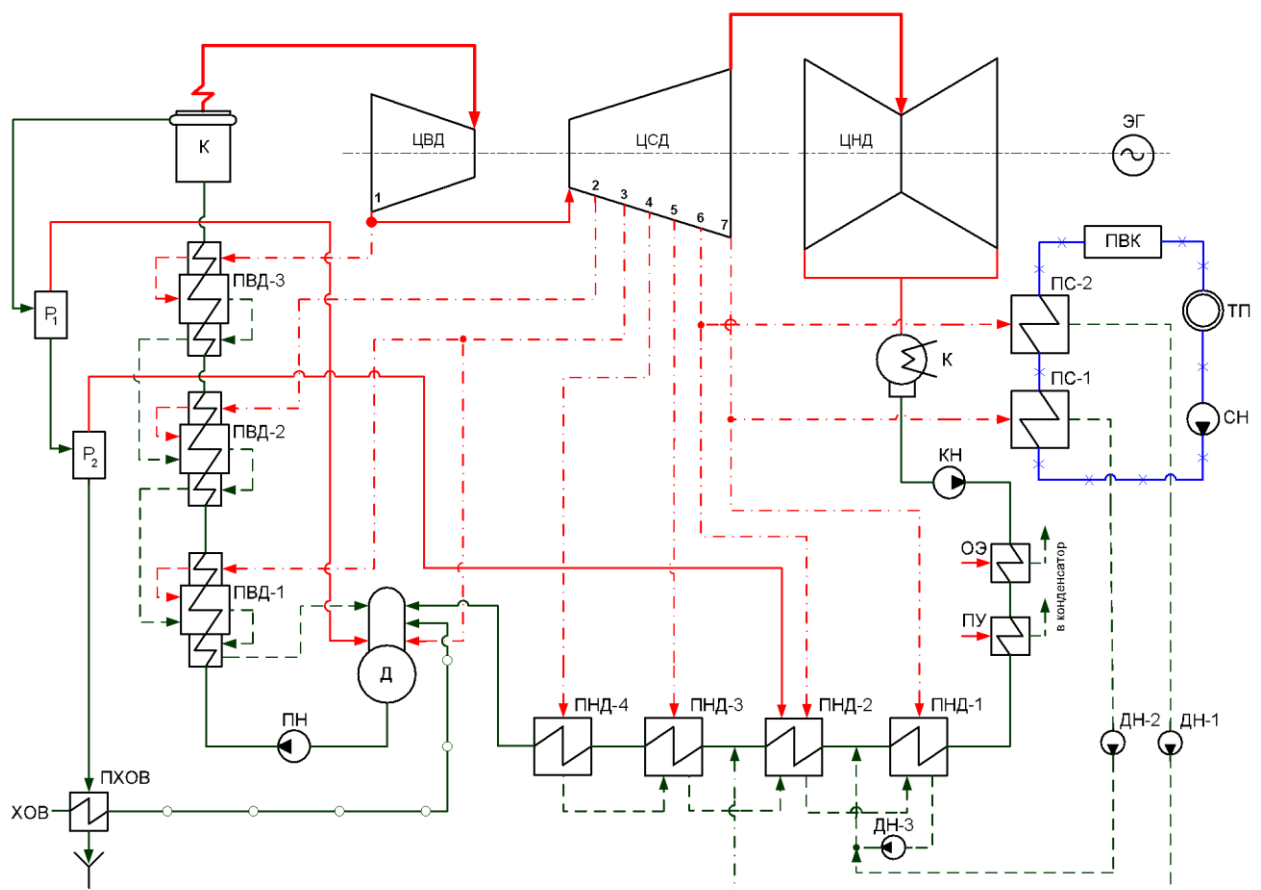 ЭГ
К
ЦВД
ЦСД
ЦНД
1
2
3
4
5
6
7
ПВК
ПВД-3
ПС-2
Р1
ТП
К
ПС-1
СН
ПВД-2
Р2
КН
ОЭ
в конденсатор
ПВД-1
ПУ
Д
ПН
ПНД-4
ПНД-3
ПНД-2
ПНД-1
ДН-2
ДН-1
ПХОВ
ХОВ
ДН-3